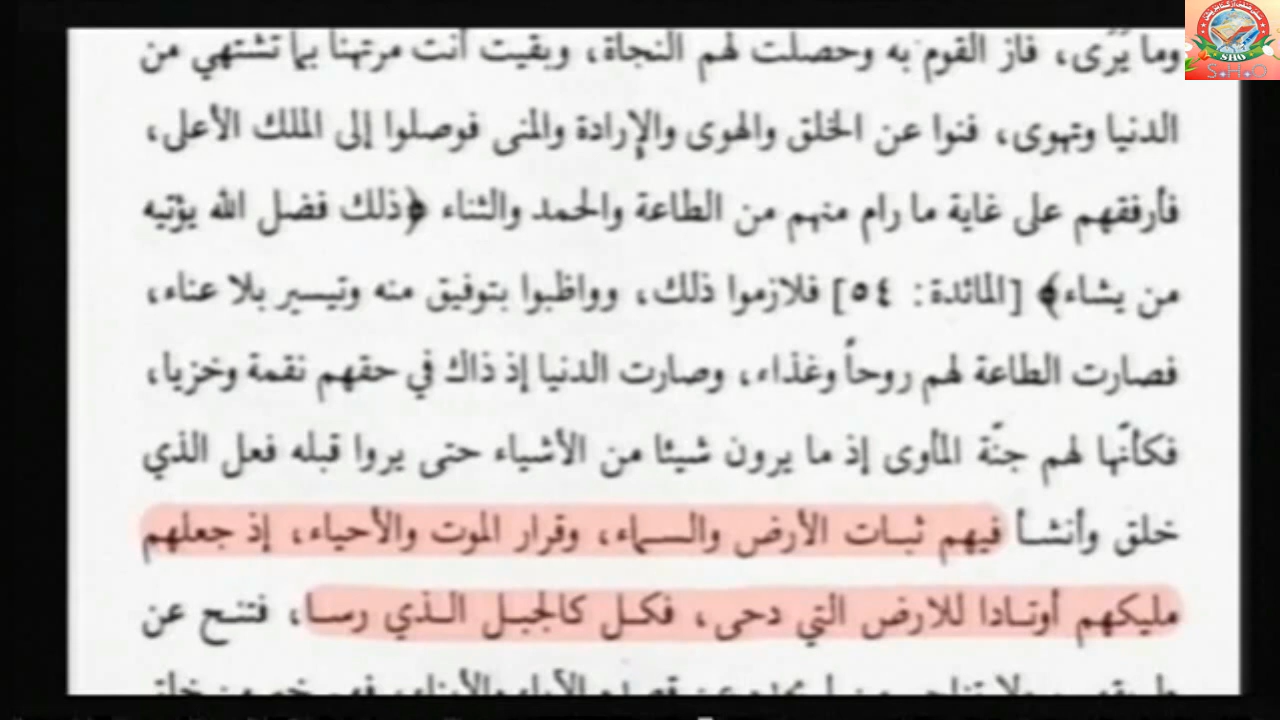 وما يَرَى، فاز القوم به وحصلت لهم النجاة، وبقيت أنت مرتهنا بما تشتهي من
الدنيا وتهوى، فنوا عن الخلق والهوى والإرادة والمنى فوصلوا إلى الملك الأعلى،
فأرفقهم على غاية ما رام منهم من الطاعة والحمد والثناء ﴿ذلك فضل الله يؤتيه
من يشاء﴾ [المائدة: ٥٤] فلازموا ذلك، وواظبوا بتوفيق منه وتيسير بلا عناء،
فصارت الطاعة لهم روحاً وغذاء، وصارت الدنيا إذ ذاك في حقهم نقمة وخزيا،
فكأنّها لهم جنّة المأوى إذ ما يرون شيئا من الأشياء حتى يروا قبله فعل الذي
خلق وأنشأ فيهم ثبات الأرض والسماء، وقرار الموت والأحياء، إذ جعلهم
مليكهم أوتادا للارض التي دحى، فكل كالجبل الذي رسا، فتنح عن
SHO
S.H.O